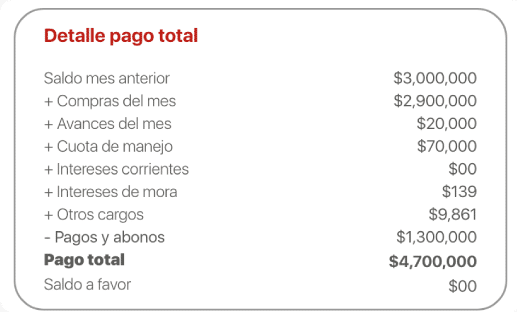 Detalle pago total
Saldo mes anterior $3,000,000
+ Compras del mes $2,900,000
+ Avances del mes $20,000
+ Cuota de manejo $70,000
+ Intereses corrientes $00
+ Intereses de mora $139
+ Otros cargos $9,861
- Pagos y abonos $1,300,000
Pago total $4,700,000
Saldo a favor $00